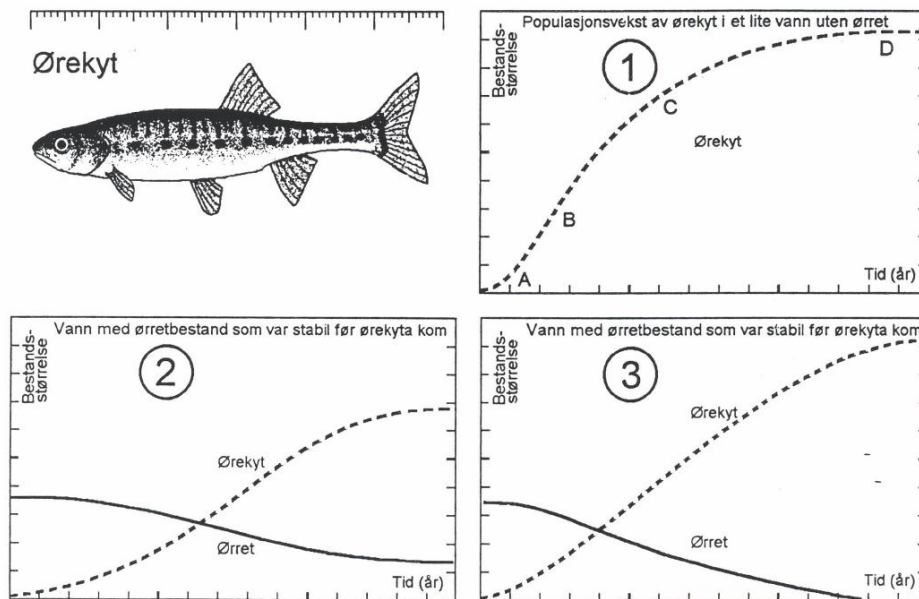 Ørekyt
Populasjonsvekst av ørekyt i et lite vann uten ørret
Bestands-
størrelse
1
D
C
Ørekyt
B
A
Tid (år)
Vann med ørretbestand som var stabil før ørekyta kom
Bestands-
størrelse
2
Ørekyt
Ørret
Tid (år)
Vann med ørretbestand som var stabil før ørekyta kom
Bestands-
størrelse
3
Ørekyt
Ørret
Tid (år)